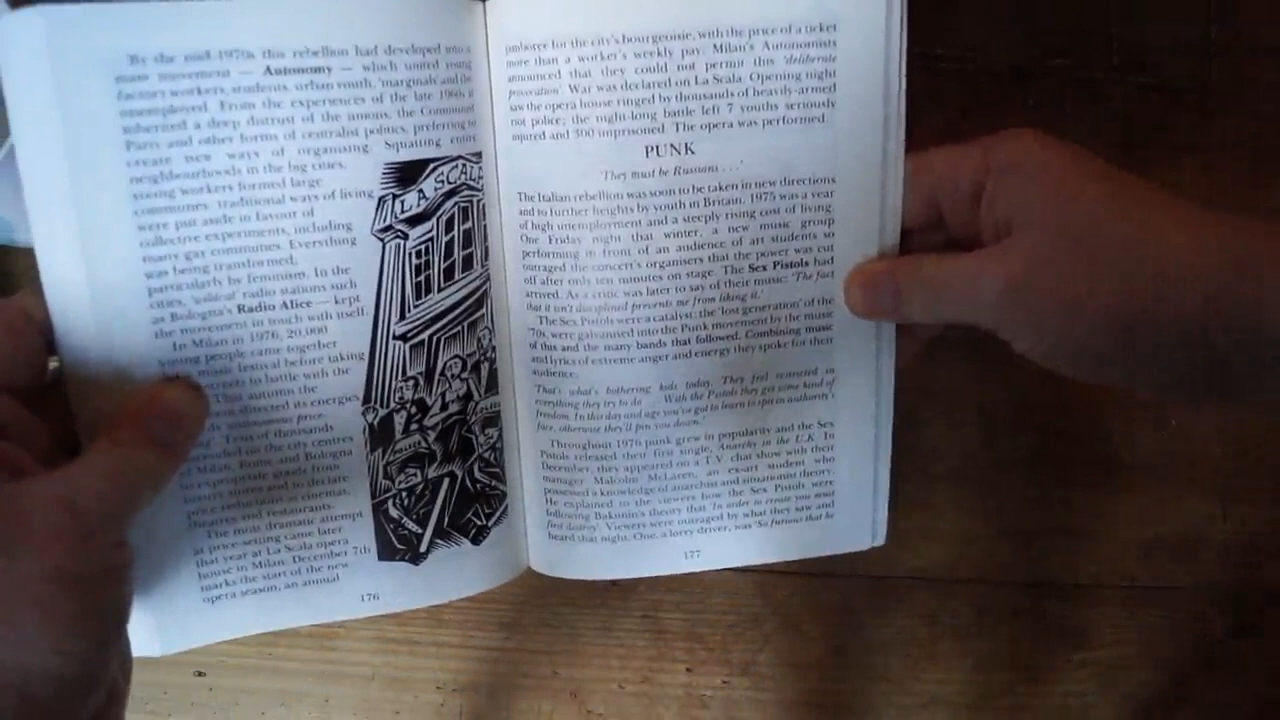 By the mid 1970s this rebellion had developed into a
mass movement — Autonomy — which united young
factory workers, students, urban youth, 'marginals' and the
unemployed. From the experiences of the late 1960s it
inherited a deep distrust of the unions, the Communist
Party and other forms of centralist politics, preferring to
create new ways of organising. Squatting entire
neighbourhoods in the big cities,
young workers formed large
communes: traditional ways of living
were put aside in favour of
collective experiments, including
many gay communes. Everything
was being transformed,
particularly by feminism. In the
cities, 'wildcat' radio stations such
as Bologna's Radio Alice — kept
the movement in touch with itself.
In Milan in 1976, 20,000
young people came together
music festival before taking
streets to battle with the
This autumn the
directed its energies
autonomous price-
Tens of thousands
on the city centres
of Milan, Rome and Bologna
to expropriate goods from
luxury stores and to declare
price reductions at cinemas,
theatres and restaurants.
The most dramatic attempt
at price-setting came later
that year at La Scala opera
house in Milan. December 7th
marks the start of the new
opera season, an annual
LA SCALA
POLICE
POLICE
176
jamboree for the city's bourgeoisie, with the price of a ticket
more than a worker's weekly pay. Milan's Autonomists
announced that they could not permit this 'deliberate
provocation'. War was declared on La Scala. Opening night
saw the opera house ringed by thousands of heavily-armed
riot police; the night-long battle left 7 youths seriously
injured and 300 imprisoned. The opera was performed.
PUNK
'They must be Russians . . .'
The Italian rebellion was soon to be taken in new directions
and to further heights by youth in Britain. 1975 was a year
of high unemployment and a steeply rising cost of living.
One Friday night that winter, a new music group
performing in front of an audience of art students so
outraged the concert's organisers that the power was cut
off after only ten minutes on stage. The Sex Pistols had
arrived. As a critic was later to say of their music: 'The fact
that it isn't disciplined prevents me from liking it.'
The Sex Pistols were a catalyst: the 'lost generation' of the
'70s, were galvanised into the Punk movement by the music
of this and the many bands that followed. Combining music
and lyrics of extreme anger and energy they spoke for their
audience.
'That's what's bothering kids today. They feel restricted in
everything they try to do . . . With the Pistols they get some kind of
freedom. In this day and age you've got to learn to spit in authority's
face, otherwise they'll pin you down.'
Throughout 1976 punk grew in popularity and the Sex
Pistols released their first single, Anarchy in the U.K. In
December, they appeared on a T.V. chat show with their
manager Malcolm McLaren, an ex-art student who
possessed a knowledge of anarchist and situationist theory.
He explained to the viewers how the Sex Pistols were
following Bakunin's theory that 'In order to create you must
first destroy'. Viewers were outraged by what they saw and
heard that night. One, a lorry driver, was 'So furious that he
177